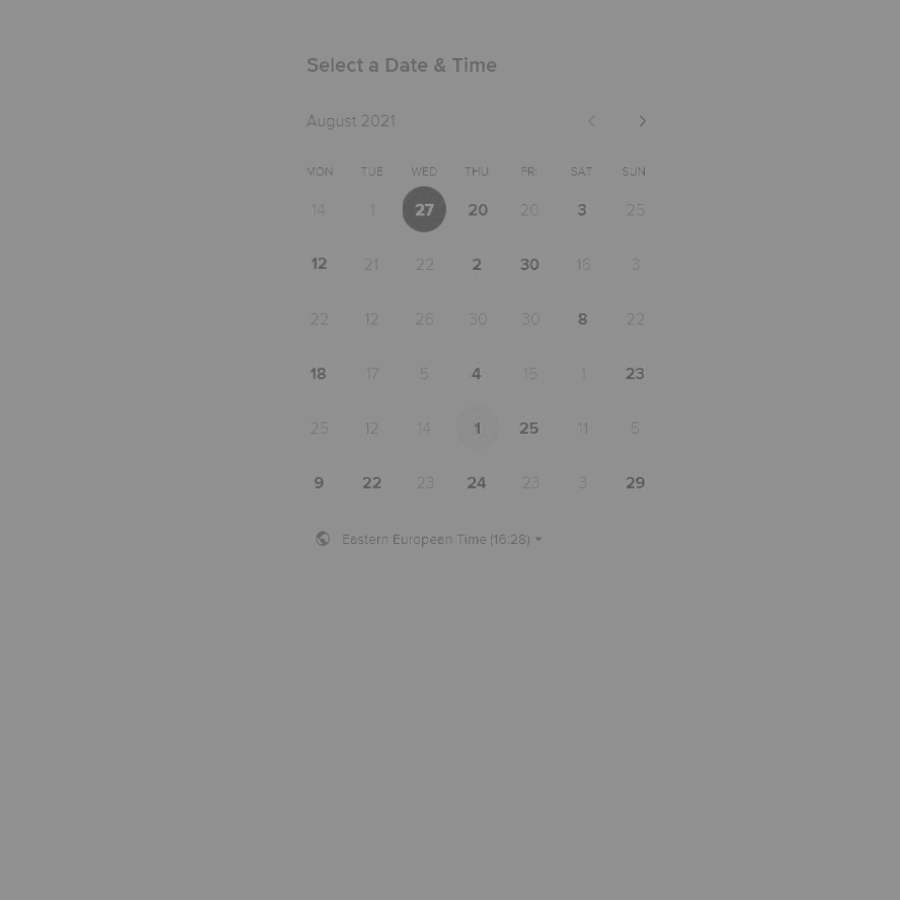 Select a Date & Time
August 2021
MON TUE WED THU FRI SAT SUN
14 1 27 20 20 3 25
12 21 22 2 30 16 3
22 12 26 30 30 8 22
18 17 5 4 15 1 23
25 12 14 1 25 11 5
9 22 23 24 23 3 29
Eastern European Time (16:28)